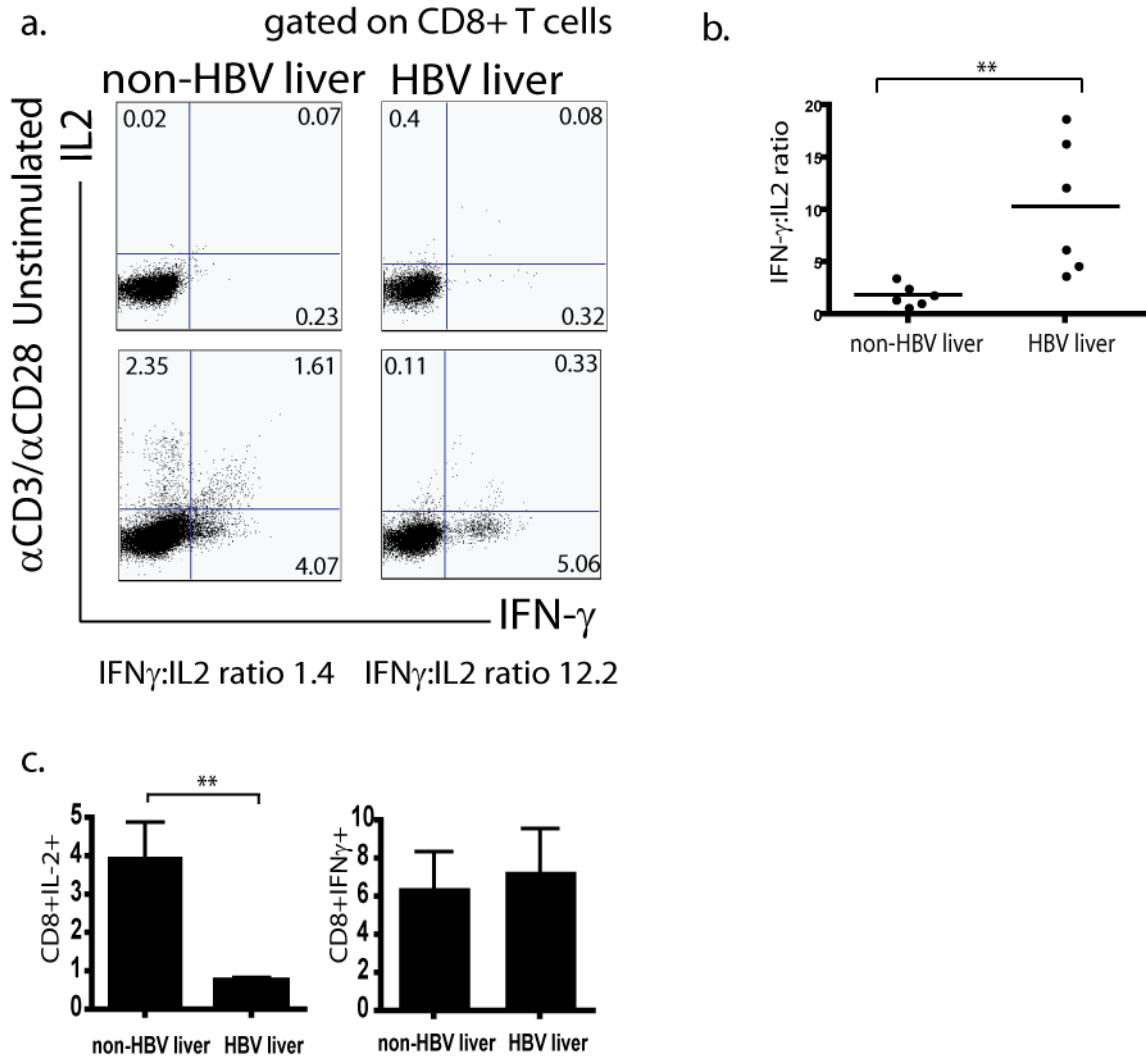 a.
gated on CD8+ T cells
non-HBV liver
HBV liver
IL2
Unstimulated
0.02
0.07
0.23
0.4
0.08
0.32
αCD3/αCD28
2.35
1.61
4.07
0.11
0.33
5.06
IFN-γ
IFNγ:IL2 ratio 1.4
IFNγ:IL2 ratio 12.2
b.
**
IFN-γ:IL2 ratio
20
15
10
5
0
non-HBV liver
HBV liver
c.
**
CD8+IL-2+
5
4
3
2
1
0
non-HBV liver
HBV liver
CD8+IFNγ+
10
8
6
4
2
0
non-HBV liver
HBV liver